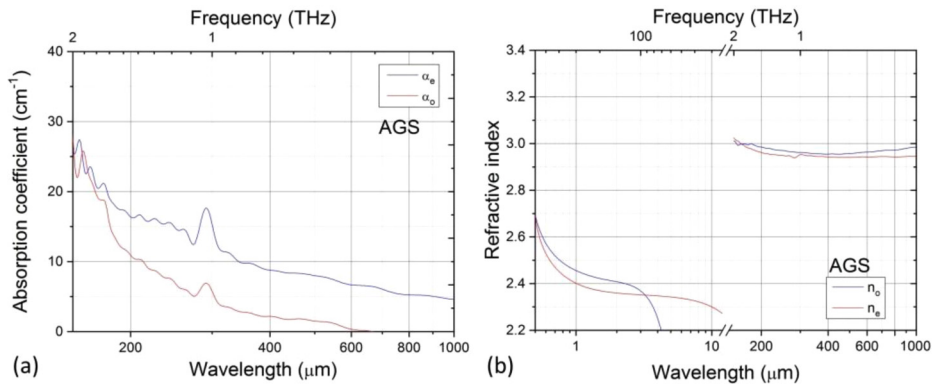 Frequency (THz)
2 1
40
30
20
10
0
Absorption coefficient (cm-1)
αe
αo
AGS
200 400 600 800 1000
Wavelength (μm)
(a)
Frequency (THz)
100 2 1
3.4
3.2
3.0
2.8
2.6
2.4
2.2
Refractive index
AGS
no
ne
1 10 200 400 600 800 1000
Wavelength (μm)
(b)